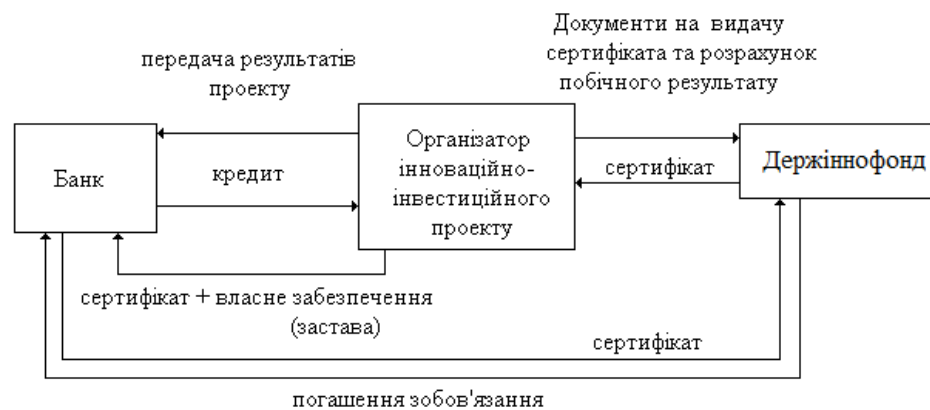 Документи на видачу
сертифіката та розрахунок
побічного результату
передача результатів
проекту
Банк
кредит
Організатор
інноваційно-
інвестиційного
проекту
сертифікат
Держіннофонд
сертифікат + власне забезпечення
(застава)
сертифікат
погашення зобов'язання